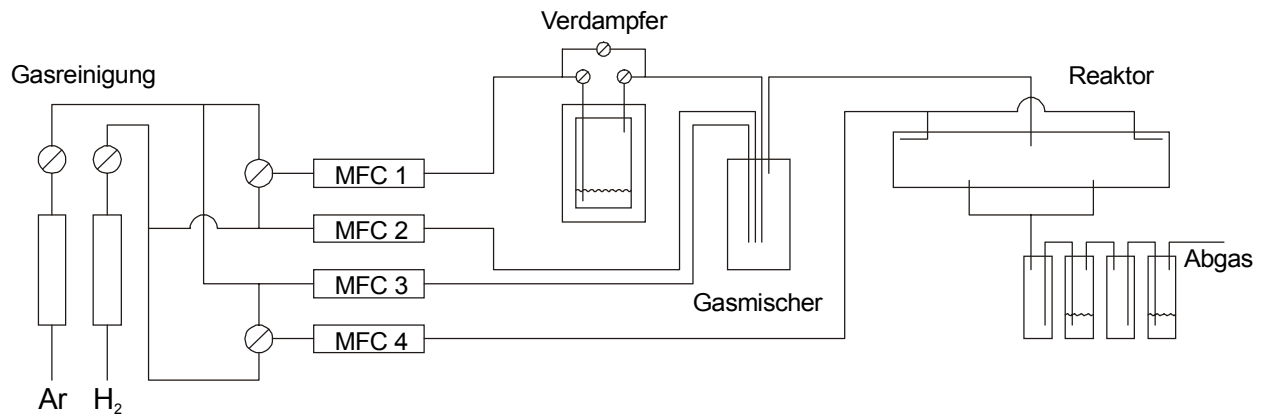 Verdampfer
Gasreinigung
Reaktor
MFC 1
MFC 2
MFC 3
MFC 4
Gasmischer
Abgas
Ar
H₂